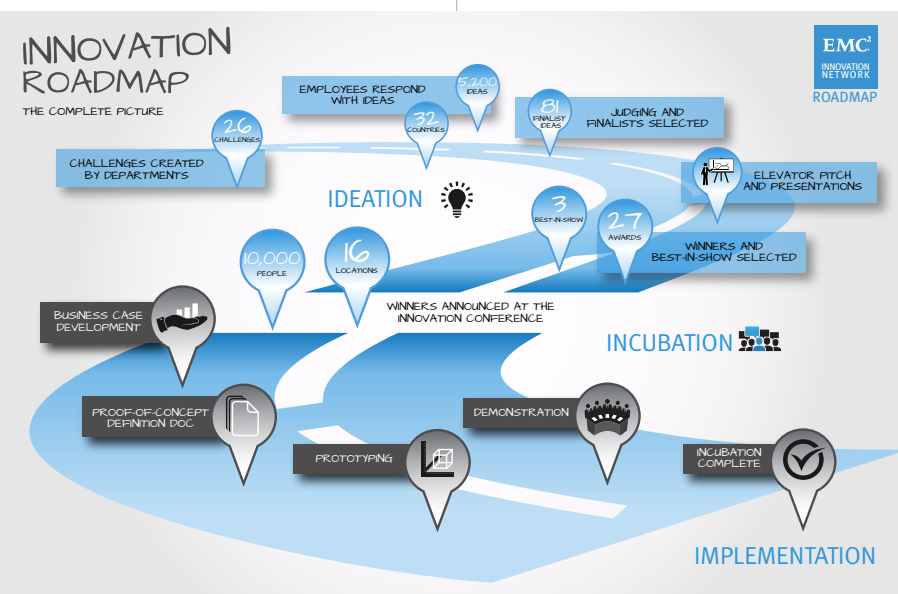 INNOVATION
ROADMAP
THE COMPLETE PICTURE
EMC²
INNOVATION
NETWORK
ROADMAP
26
CHALLENGES
CHALLENGES CREATED
BY DEPARTMENTS
EMPLOYEES RESPOND
WITH IDEAS
5,200
IDEAS
32
COUNTRIES
81
FINALIST
IDEAS
JUDGING AND
FINALISTS SELECTED
ELEVATOR PITCH
AND PRESENTATIONS
IDEATION
3
BEST-IN-SHOW
27
AWARDS
WINNERS AND
BEST-IN-SHOW SELECTED
10,000
PEOPLE
16
LOCATIONS
WINNERS ANNOUNCED AT THE
INNOVATION CONFERENCE
BUSINESS CASE
DEVELOPMENT
INCUBATION
PROOF-OF-CONCEPT
DEFINITION DOC
PROTOTYPING
DEMONSTRATION
INCUBATION
COMPLETE
IMPLEMENTATION